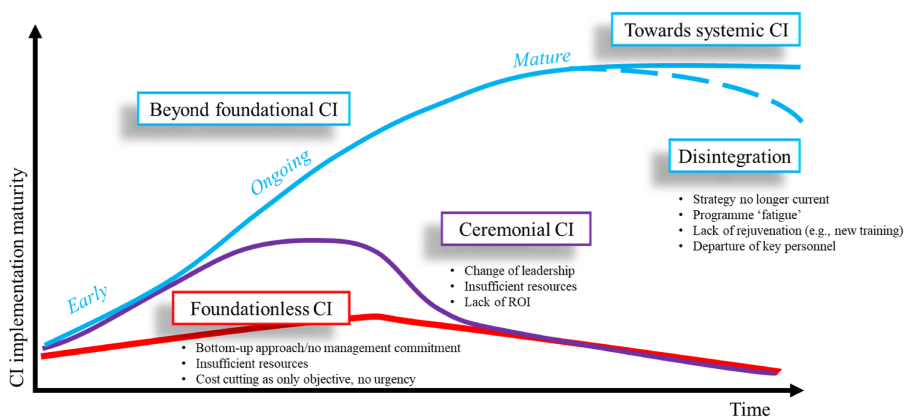 Towards systemic CI
Mature
Beyond foundational CI
Ongoing
Disintegration
• Strategy no longer current
• Programme ‘fatigue’
• Lack of rejuvenation (e.g., new training)
• Departure of key personnel
Ceremonial CI
• Change of leadership
• Insufficient resources
• Lack of ROI
Early
Foundationless CI
• Bottom-up approach/no management commitment
• Insufficient resources
• Cost cutting as only objective, no urgency
CI implementation maturity
Time